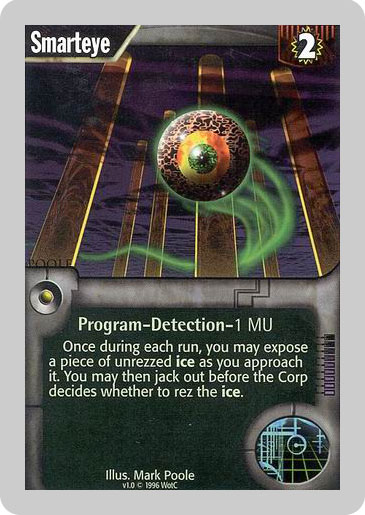 Smarteye
2
POOLE
Program-Detection-1 MU
Once during each run, you may expose
a piece of unrezzed ice as you approach
it. You may then jack out before the Corp
decides whether to rez the ice.
Illus. Mark Poole
v1.0 © 1996 WotC